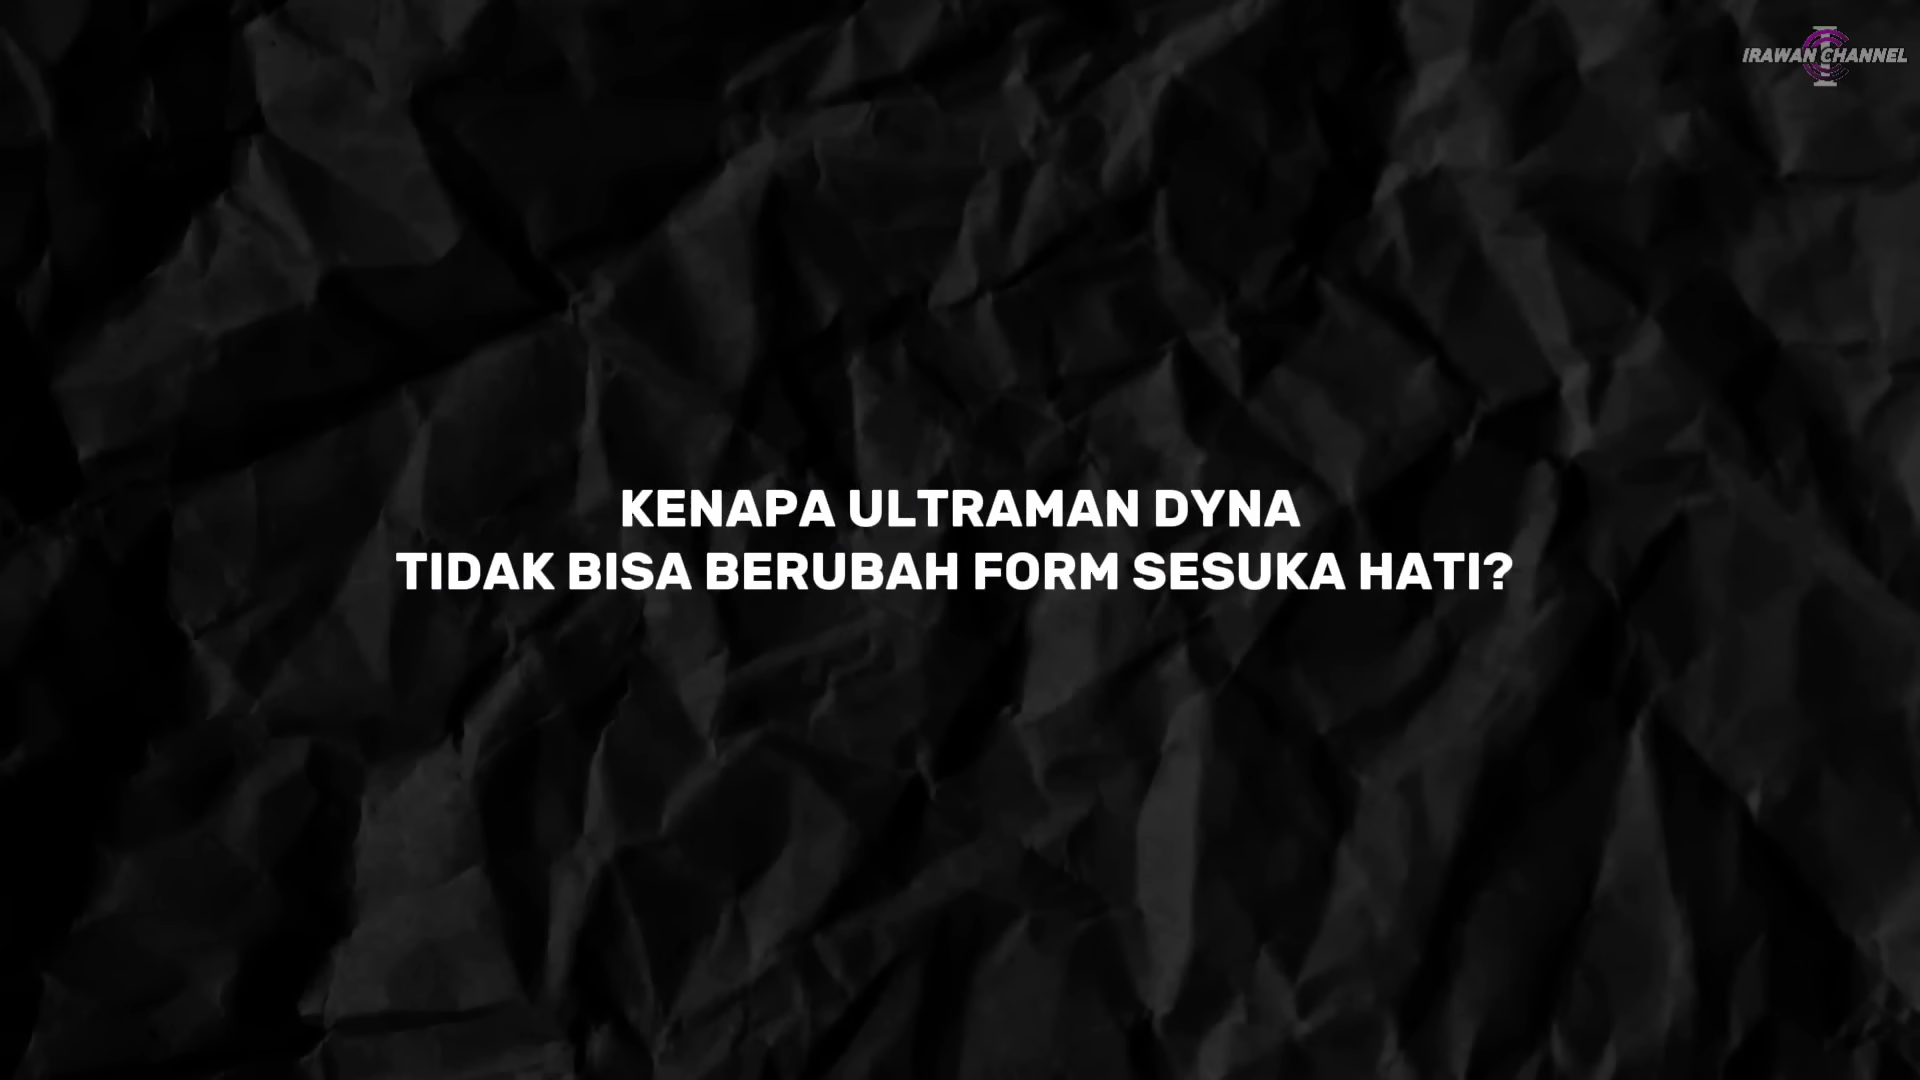 IRAWAN CHANNEL
KENAPA ULTRAMAN DYNA
TIDAK BISA BERUBAH FORM SESUKA HATI?